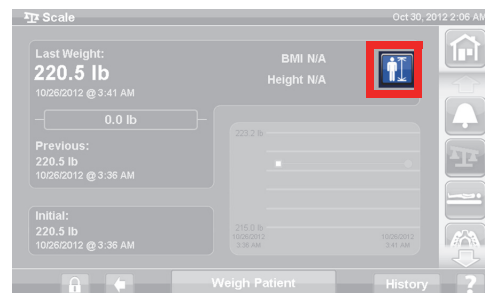 Scale
Oct 30, 2012 2:06 AM
Last Weight:
220.5 lb
10/26/2012 @ 3:41 AM
BMI N/A
Height N/A
0.0 lb
Previous:
220.5 lb
10/26/2012 @ 3:36 AM
223.2 lb
215.0 lb
10/26/2012
3:36 AM
10/26/2012
3:41 AM
Initial:
220.5 lb
10/26/2012 @ 3:36 AM
Weigh Patient
History
?